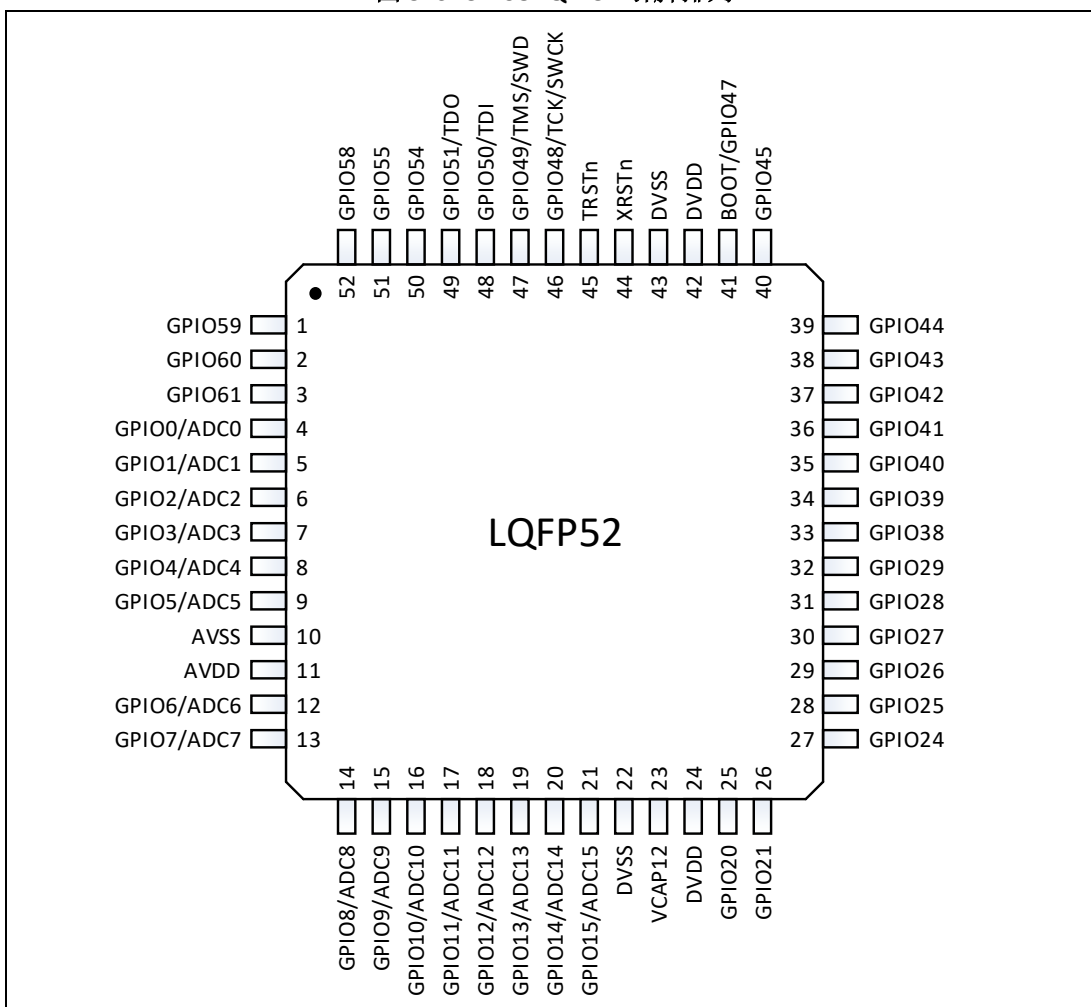 GPIO58
GPIO55
GPIO54
GPIO51/TDO
GPIO50/TDI
GPIO49/TMS/SWD
GPIO48/TCK/SWCK
TRSTn
XRSTn
DVSS
DVDD
BOOT/GPIO47
GPIO45
52
51
50
49
48
47
46
45
44
43
42
41
40
GPIO59 1
GPIO60 2
GPIO61 3
GPIO0/ADC0 4
GPIO1/ADC1 5
GPIO2/ADC2 6
GPIO3/ADC3 7
GPIO4/ADC4 8
GPIO5/ADC5 9
AVSS 10
AVDD 11
GPIO6/ADC6 12
GPIO7/ADC7 13
LQFP52
39 GPIO44
38 GPIO43
37 GPIO42
36 GPIO41
35 GPIO40
34 GPIO39
33 GPIO38
32 GPIO29
31 GPIO28
30 GPIO27
29 GPIO26
28 GPIO25
27 GPIO24
14
15
16
17
18
19
20
21
22
23
24
25
26
GPIO8/ADC8
GPIO9/ADC9
GPIO10/ADC10
GPIO11/ADC11
GPIO12/ADC12
GPIO13/ADC13
GPIO14/ADC14
GPIO15/ADC15
DVSS
VCAP12
DVDD
GPIO20
GPIO21